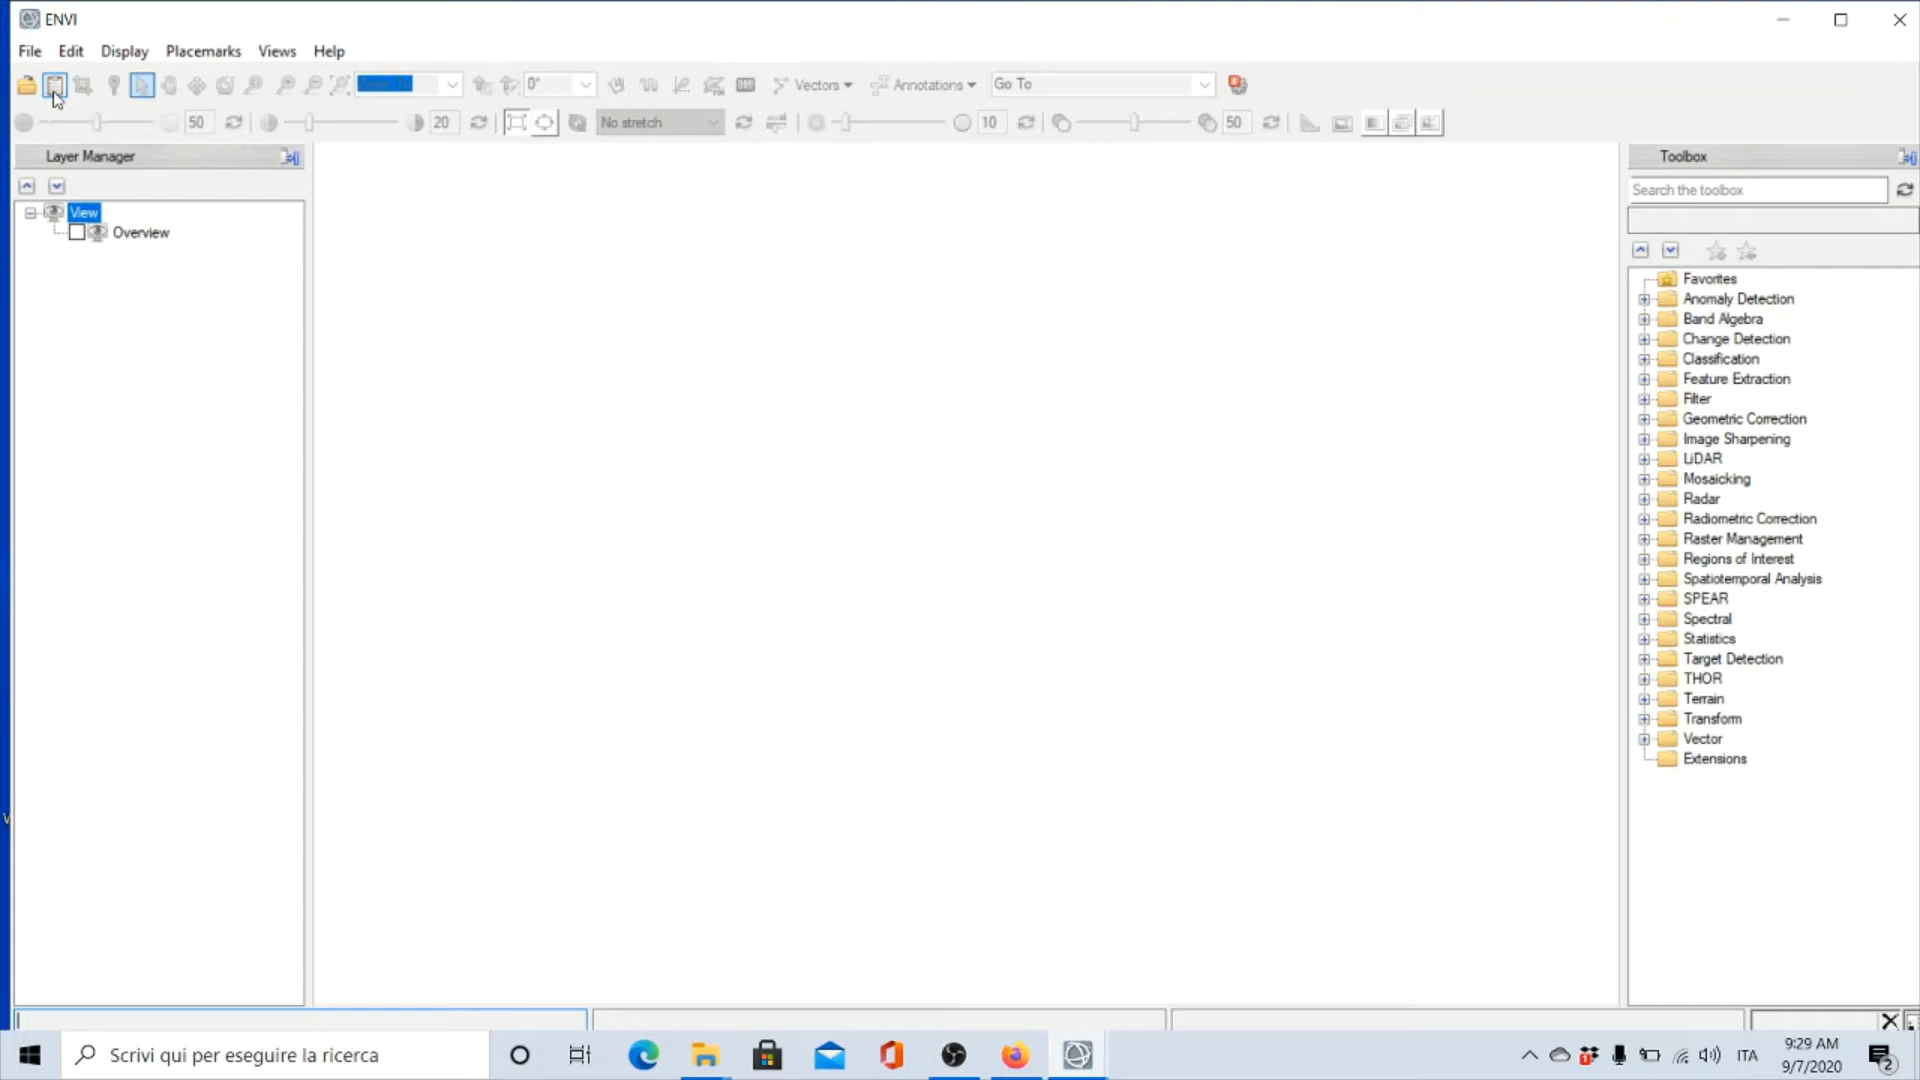 ENVI
File Edit Display Placemarks Views Help
0° Vectors Annotations Go To
50 20 No stretch 10 50
Layer Manager
View
Overview
Toolbox
Search the toolbox
Favorites
Anomaly Detection
Band Algebra
Change Detection
Classification
Feature Extraction
Filter
Geometric Correction
Image Sharpening
LiDAR
Mosaicking
Radar
Radiometric Correction
Raster Management
Regions of Interest
Spatiotemporal Analysis
SPEAR
Spectral
Statistics
Target Detection
THOR
Terrain
Transform
Vector
Extensions
Scrivi qui per eseguire la ricerca
ITA
9:29 AM
9/7/2020
2